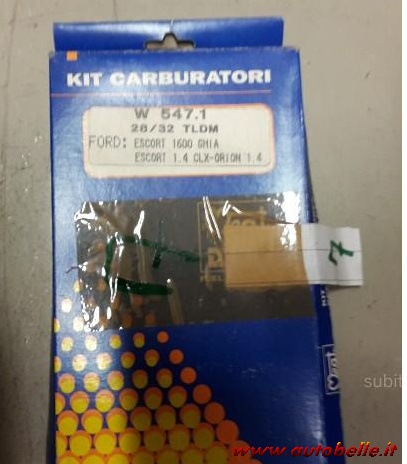 KIT CARBURATORI
W 547.1
28/32 TLDM
FORD: ESCORT 1600 GHIA
ESCORT 1.4 CLX-ORION 1.4
7
KIT
subit
www.autobelle.it